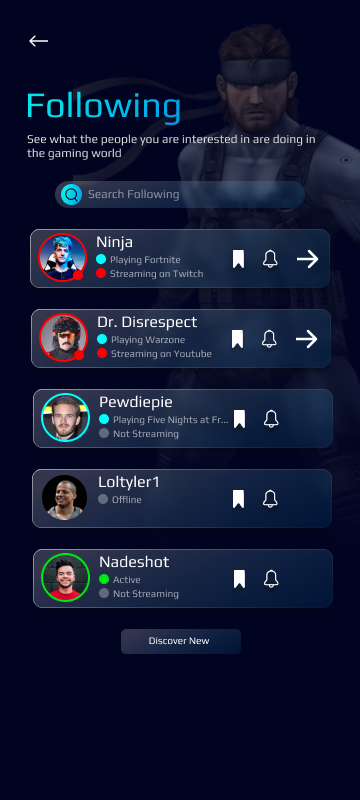 Following
See what the people you are interested in are doing in
the gaming world
Search Following
Ninja
Playing Fortnite
Streaming on Twitch
Dr. Disrespect
Playing Warzone
Streaming on Youtube
Pewdiepie
Playing Five Nights at Fr...
Not Streaming
Loltyler1
Offline
Nadeshot
Active
Not Streaming
Discover New